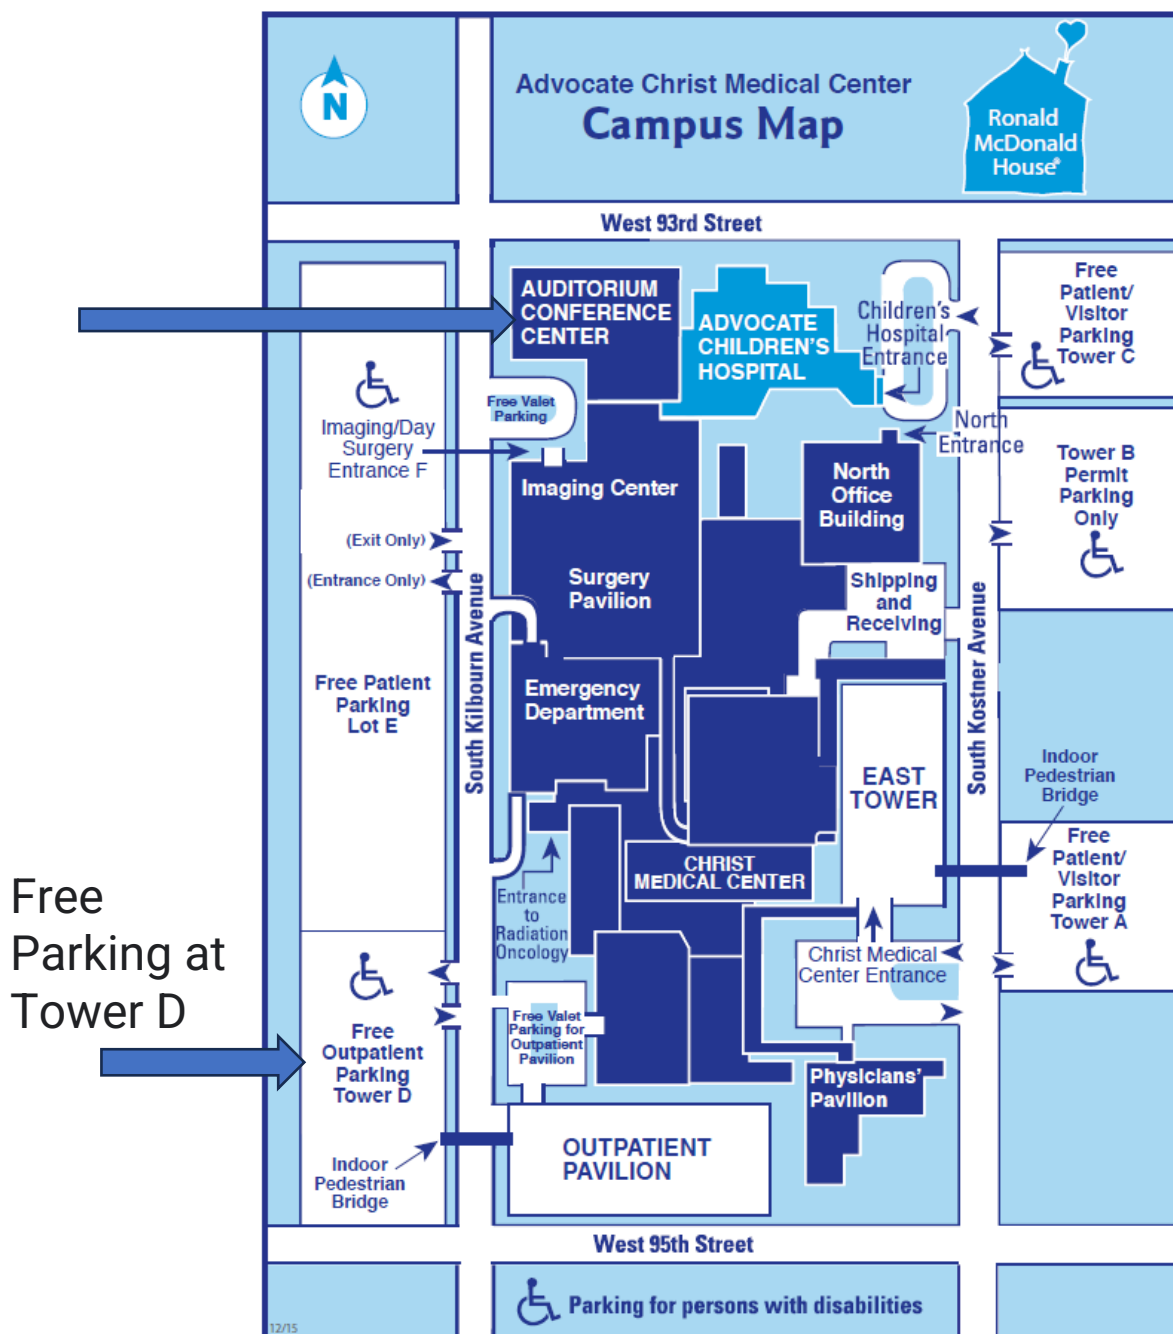 N
Advocate Christ Medical Center
Campus Map
Ronald
McDonald
House®
West 93rd Street
AUDITORIUM
CONFERENCE
CENTER
ADVOCATE
CHILDREN'S
HOSPITAL
Children's
Hospital
Entrance
Free
Patient/
Visitor
Parking
Tower C
Free Valet
Parking
Imaging/Day
Surgery
Entrance F
North
Entrance
Imaging Center
North
Office
Building
Tower B
Permit
Parking
Only
(Exit Only)
(Entrance Only)
Surgery
Pavilion
Shipping
and
Receiving
South Kilbourn Avenue
South Kostner Avenue
Free Patient
Parking
Lot E
Emergency
Department
EAST
TOWER
Indoor
Pedestrian
Bridge
Free
Patient/
Visitor
Parking
Tower A
CHRIST
MEDICAL CENTER
Entrance
to
Radiation
Oncology
Christ Medical
Center Entrance
Free
Parking at
Tower D
Free
Outpatient
Parking
Tower D
Free Valet
Parking for
Outpatient
Pavilion
Physicians'
Pavilion
OUTPATIENT
PAVILION
Indoor
Pedestrian
Bridge
West 95th Street
Parking for persons with disabilities
12/15